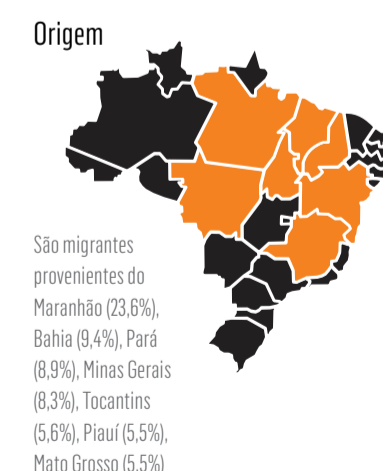 Origem
São migrantes
provenientes do
Maranhão (23,6%),
Bahia (9,4%), Pará
(8,9%), Minas Gerais
(8,3%), Tocantins
(5,6%), Piauí (5,5%),
Mato Grosso (5,5%)